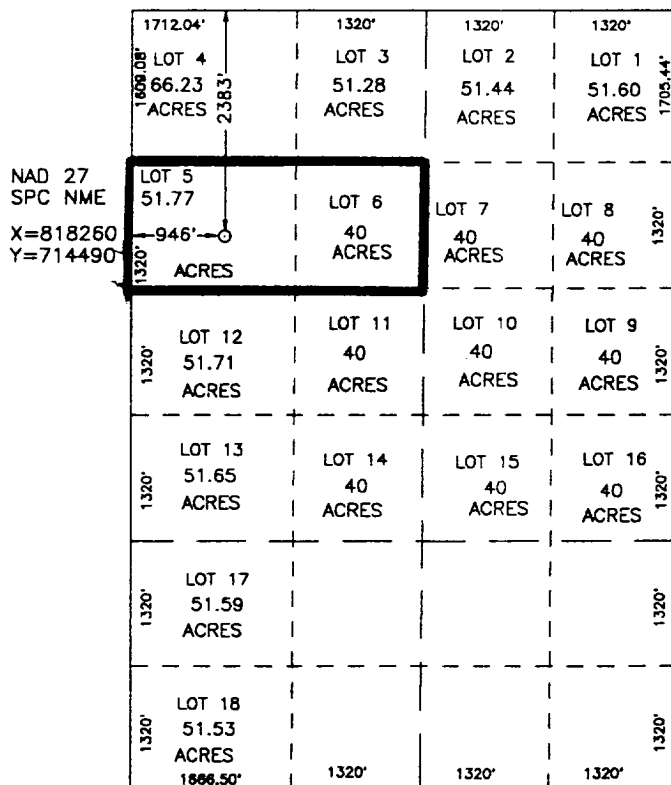 1712.04'
1320'
1320'
1320'
1609.08'
LOT 4
66.23
ACRES
2383'
LOT 3
51.28
ACRES
LOT 2
51.44
ACRES
LOT 1
51.60
ACRES
1705.44'
NAD 27
SPC NME
X=818260
Y=714490
LOT 5
51.77
946'
ACRES
1320'
LOT 6
40
ACRES
LOT 7
40
ACRES
LOT 8
40
ACRES
1320'
1320'
LOT 12
51.71
ACRES
LOT 11
40
ACRES
LOT 10
40
ACRES
LOT 9
40
ACRES
1320'
1320'
LOT 13
51.65
ACRES
LOT 14
40
ACRES
LOT 15
40
ACRES
LOT 16
40
ACRES
1320'
1320'
LOT 17
51.59
ACRES
1320'
1320'
LOT 18
51.53
ACRES
1320'
1666.50'
1320'
1320'
1320'